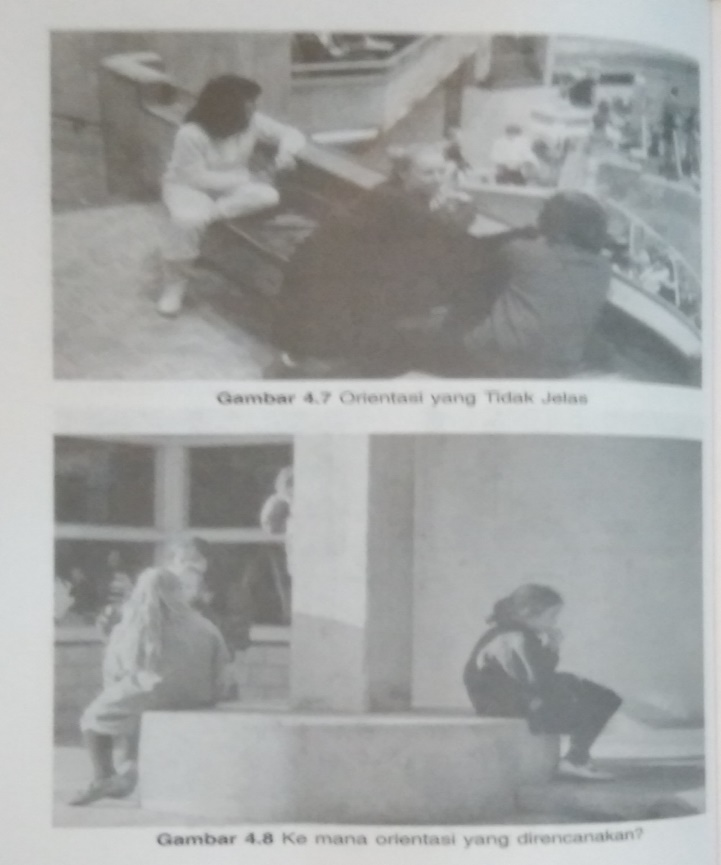 Gambar 4.7 Orientasi yang Tidak Jelas
Gambar 4.8 Ke mana orientasi yang direncanakan?